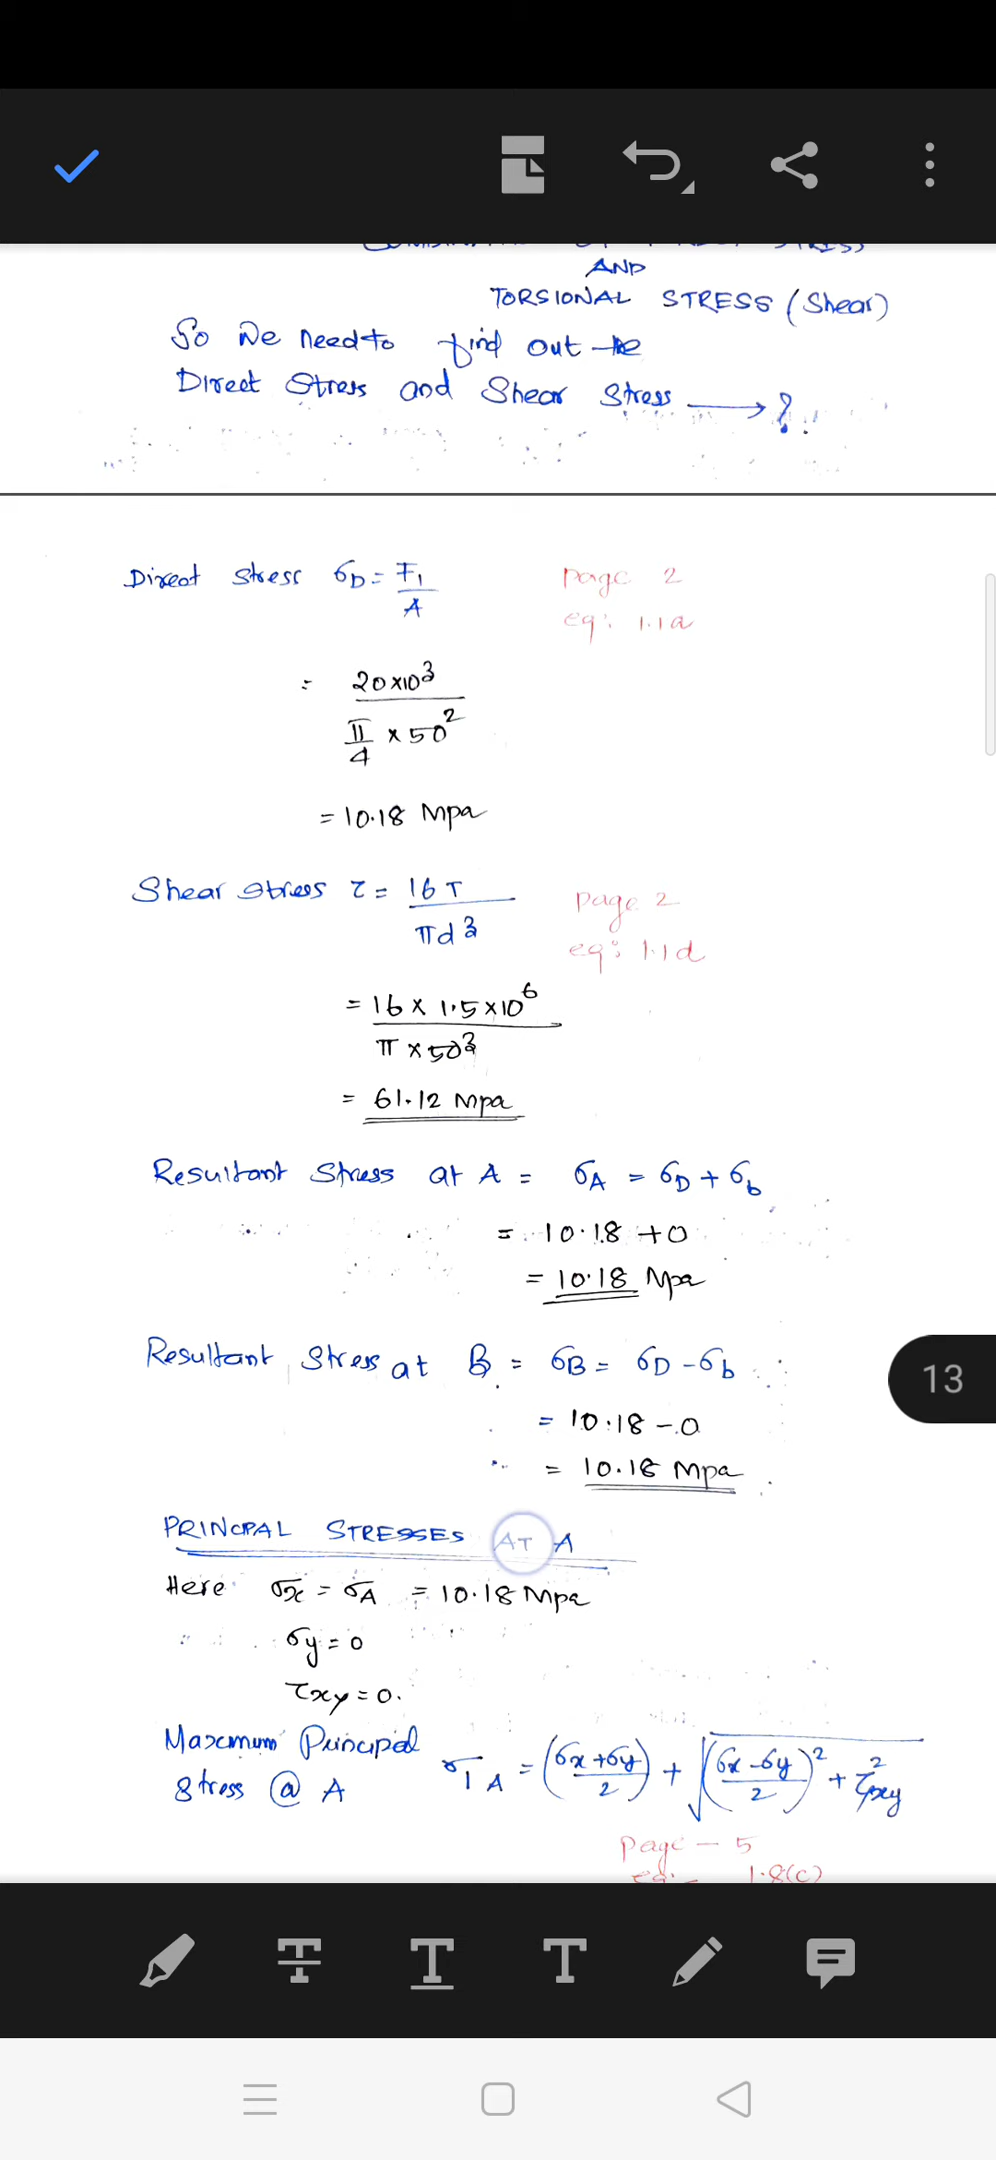 AND
TORSIONAL STRESS (Shear)
So We need to find out the
Direct Stress and Shear Stress → ?
Direct Stress σD = F1/A
Page 2
eq: 1.1a
= 20×10³ / (π/4 × 50²)
= 10.18 Mpa
Shear stress τ = 16T / πd³
Page 2
eq: 1.1d
= 16 × 1.5×10⁶ / π × 50³
= 61.12 Mpa
Resultant Stress at A = σA = σD + σb
= 10.18 + 0
= 10.18 Mpa
Resultant Stress at B = σB = σD - σb
= 10.18 - 0
= 10.18 Mpa
13
PRINCPAL STRESSES AT A
Here σx = σA = 10.18 Mpa
σy = 0
τxy = 0.
Maxmum Principal
Stress @ A σ1A = (σx+σy / 2) + √((σx-σy / 2)² + τ²xy)
Page - 5
eq. - 1.8(c)